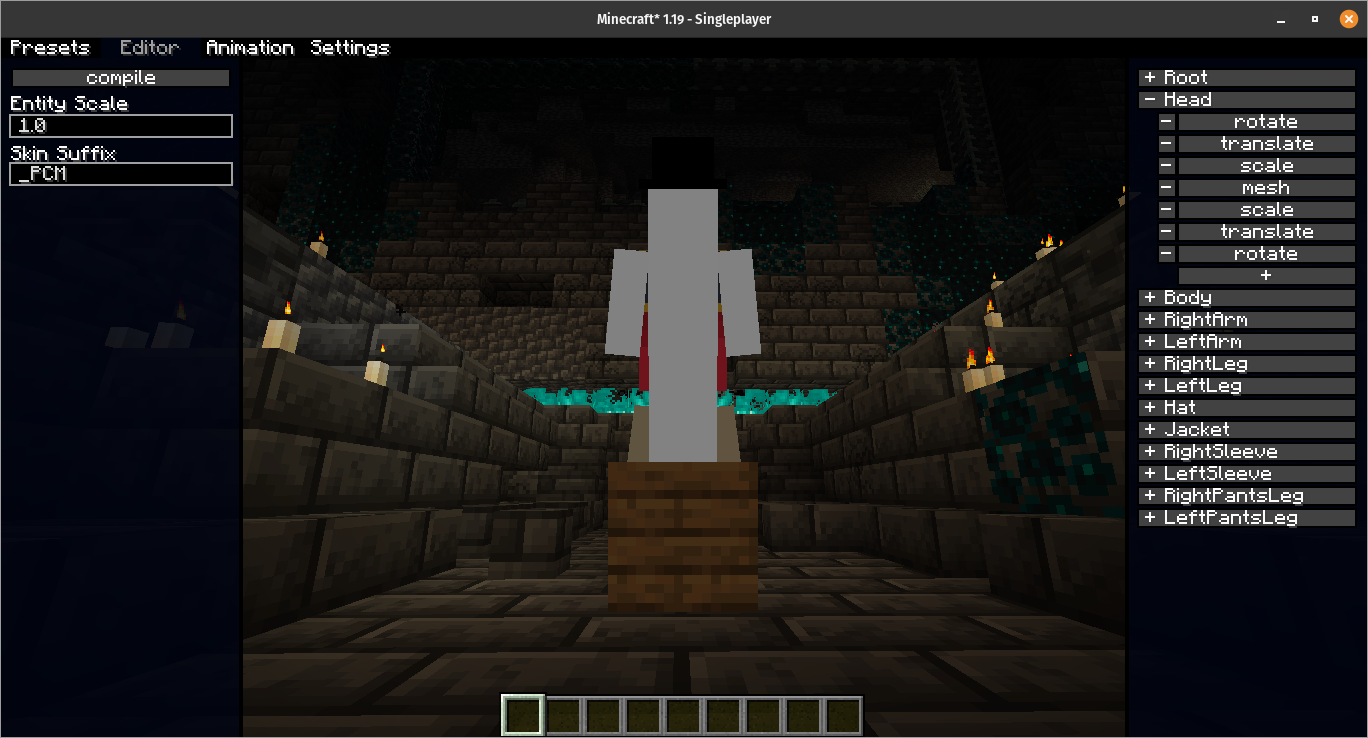 Minecraft* 1.19 - Singleplayer
Presets Editor Animation Settings
compile
Entity Scale
1.0
Skin Suffix
_PCM
+ Root
− Head
− rotate
− translate
− scale
− mesh
− scale
− translate
− rotate
+
+ Body
+ RightArm
+ LeftArm
+ RightLeg
+ LeftLeg
+ Hat
+ Jacket
+ RightSleeve
+ LeftSleeve
+ RightPantsLeg
+ LeftPantsLeg